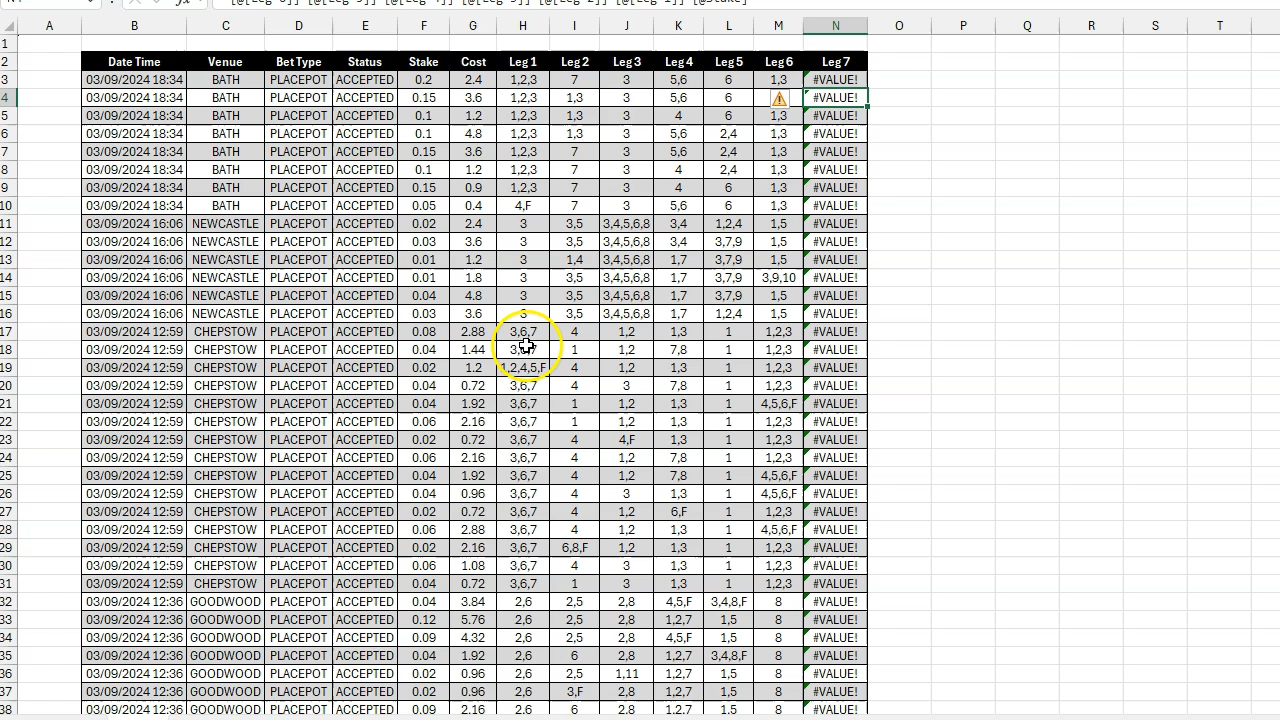 fx
A B C D E F G H I J K L M N O P Q R S T
1
2 Date Time Venue Bet Type Status Stake Cost Leg 1 Leg 2 Leg 3 Leg 4 Leg 5 Leg 6 Leg 7
3 03/09/2024 18:34 BATH PLACEPOT ACCEPTED 0.2 2.4 1,2,3 7 3 5,6 6 1,3 #VALUE!
4 03/09/2024 18:34 BATH PLACEPOT ACCEPTED 0.15 3.6 1,2,3 1,3 3 5,6 6 #VALUE!
5 03/09/2024 18:34 BATH PLACEPOT ACCEPTED 0.1 1.2 1,2,3 1,3 3 4 6 1,3 #VALUE!
6 03/09/2024 18:34 BATH PLACEPOT ACCEPTED 0.1 4.8 1,2,3 1,3 3 5,6 2,4 1,3 #VALUE!
7 03/09/2024 18:34 BATH PLACEPOT ACCEPTED 0.15 3.6 1,2,3 7 3 5,6 2,4 1,3 #VALUE!
8 03/09/2024 18:34 BATH PLACEPOT ACCEPTED 0.1 1.2 1,2,3 7 3 4 2,4 1,3 #VALUE!
9 03/09/2024 18:34 BATH PLACEPOT ACCEPTED 0.15 0.9 1,2,3 7 3 4 6 1,3 #VALUE!
10 03/09/2024 18:34 BATH PLACEPOT ACCEPTED 0.05 0.4 4,F 7 3 5,6 6 1,3 #VALUE!
11 03/09/2024 16:06 NEWCASTLE PLACEPOT ACCEPTED 0.02 2.4 3 3,5 3,4,5,6,8 3,4 1,2,4 1,5 #VALUE!
12 03/09/2024 16:06 NEWCASTLE PLACEPOT ACCEPTED 0.03 3.6 3 3,5 3,4,5,6,8 3,4 3,7,9 1,5 #VALUE!
13 03/09/2024 16:06 NEWCASTLE PLACEPOT ACCEPTED 0.01 1.2 3 1,4 3,4,5,6,8 1,7 3,7,9 1,5 #VALUE!
14 03/09/2024 16:06 NEWCASTLE PLACEPOT ACCEPTED 0.01 1.8 3 3,5 3,4,5,6,8 1,7 3,7,9 3,9,10 #VALUE!
15 03/09/2024 16:06 NEWCASTLE PLACEPOT ACCEPTED 0.04 4.8 3 3,5 3,4,5,6,8 1,7 3,7,9 1,5 #VALUE!
16 03/09/2024 16:06 NEWCASTLE PLACEPOT ACCEPTED 0.03 3.6 3 3,5 3,4,5,6,8 1,7 1,2,4 1,5 #VALUE!
17 03/09/2024 12:59 CHEPSTOW PLACEPOT ACCEPTED 0.08 2.88 3,6,7 4 1,2 1,3 1 1,2,3 #VALUE!
18 03/09/2024 12:59 CHEPSTOW PLACEPOT ACCEPTED 0.04 1.44 1 1,2 7,8 1 1,2,3 #VALUE!
19 03/09/2024 12:59 CHEPSTOW PLACEPOT ACCEPTED 0.02 1.2 1,2,4,5,F 4 1,2 1,3 1 1,2,3 #VALUE!
20 03/09/2024 12:59 CHEPSTOW PLACEPOT ACCEPTED 0.04 0.72 3,6,7 4 3 7,8 1 1,2,3 #VALUE!
21 03/09/2024 12:59 CHEPSTOW PLACEPOT ACCEPTED 0.04 1.92 3,6,7 1 1,2 1,3 1 4,5,6,F #VALUE!
22 03/09/2024 12:59 CHEPSTOW PLACEPOT ACCEPTED 0.06 2.16 3,6,7 1 1,2 1,3 1 1,2,3 #VALUE!
23 03/09/2024 12:59 CHEPSTOW PLACEPOT ACCEPTED 0.02 0.72 3,6,7 4 4,F 1,3 1 1,2,3 #VALUE!
24 03/09/2024 12:59 CHEPSTOW PLACEPOT ACCEPTED 0.06 2.16 3,6,7 4 1,2 7,8 1 1,2,3 #VALUE!
25 03/09/2024 12:59 CHEPSTOW PLACEPOT ACCEPTED 0.04 1.92 3,6,7 4 1,2 7,8 1 4,5,6,F #VALUE!
26 03/09/2024 12:59 CHEPSTOW PLACEPOT ACCEPTED 0.04 0.96 3,6,7 4 3 1,3 1 4,5,6,F #VALUE!
27 03/09/2024 12:59 CHEPSTOW PLACEPOT ACCEPTED 0.02 0.72 3,6,7 4 1,2 6,F 1 1,2,3 #VALUE!
28 03/09/2024 12:59 CHEPSTOW PLACEPOT ACCEPTED 0.06 2.88 3,6,7 4 1,2 1,3 1 4,5,6,F #VALUE!
29 03/09/2024 12:59 CHEPSTOW PLACEPOT ACCEPTED 0.02 2.16 3,6,7 6,8,F 1,2 1,3 1 1,2,3 #VALUE!
30 03/09/2024 12:59 CHEPSTOW PLACEPOT ACCEPTED 0.06 1.08 3,6,7 4 3 1,3 1 1,2,3 #VALUE!
31 03/09/2024 12:59 CHEPSTOW PLACEPOT ACCEPTED 0.04 0.72 3,6,7 1 3 1,3 1 1,2,3 #VALUE!
32 03/09/2024 12:36 GOODWOOD PLACEPOT ACCEPTED 0.04 3.84 2,6 2,5 2,8 4,5,F 3,4,8,F 8 #VALUE!
33 03/09/2024 12:36 GOODWOOD PLACEPOT ACCEPTED 0.12 5.76 2,6 2,5 2,8 1,2,7 1,5 8 #VALUE!
34 03/09/2024 12:36 GOODWOOD PLACEPOT ACCEPTED 0.09 4.32 2,6 2,5 2,8 4,5,F 1,5 8 #VALUE!
35 03/09/2024 12:36 GOODWOOD PLACEPOT ACCEPTED 0.04 1.92 2,6 6 2,8 1,2,7 3,4,8,F 8 #VALUE!
36 03/09/2024 12:36 GOODWOOD PLACEPOT ACCEPTED 0.02 0.96 2,6 2,5 1,11 1,2,7 1,5 8 #VALUE!
37 03/09/2024 12:36 GOODWOOD PLACEPOT ACCEPTED 0.02 0.96 2,6 3,F 2,8 1,2,7 1,5 8 #VALUE!
38 03/09/2024 12:36 GOODWOOD PLACEPOT ACCEPTED 0.09 2.16 2,6 6 2,8 1,2,7 1,5 8 #VALUE!